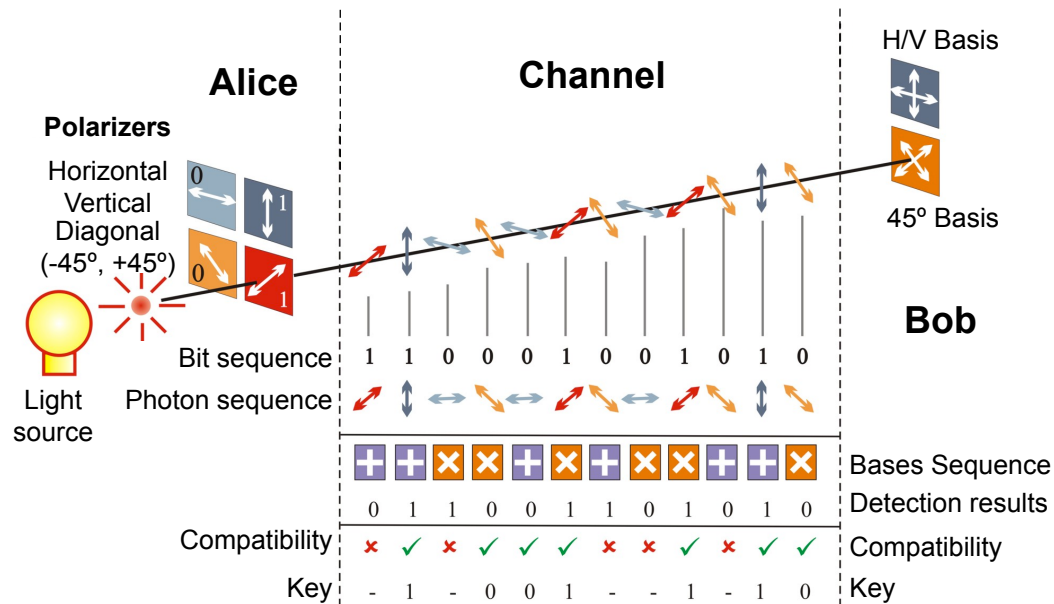 Alice
Channel
H/V Basis
Polarizers
Horizontal
Vertical
Diagonal
(-45º, +45º)
0
1
0
1
45º Basis
Bob
Light
source
Bit sequence 1 1 0 0 0 1 0 0 1 0 1 0
Photon sequence
Bases Sequence
0 1 1 0 0 1 1 0 1 0 1 0 Detection results
Compatibility Compatibility
Key - 1 - 0 0 1 - - 1 - 1 0 Key